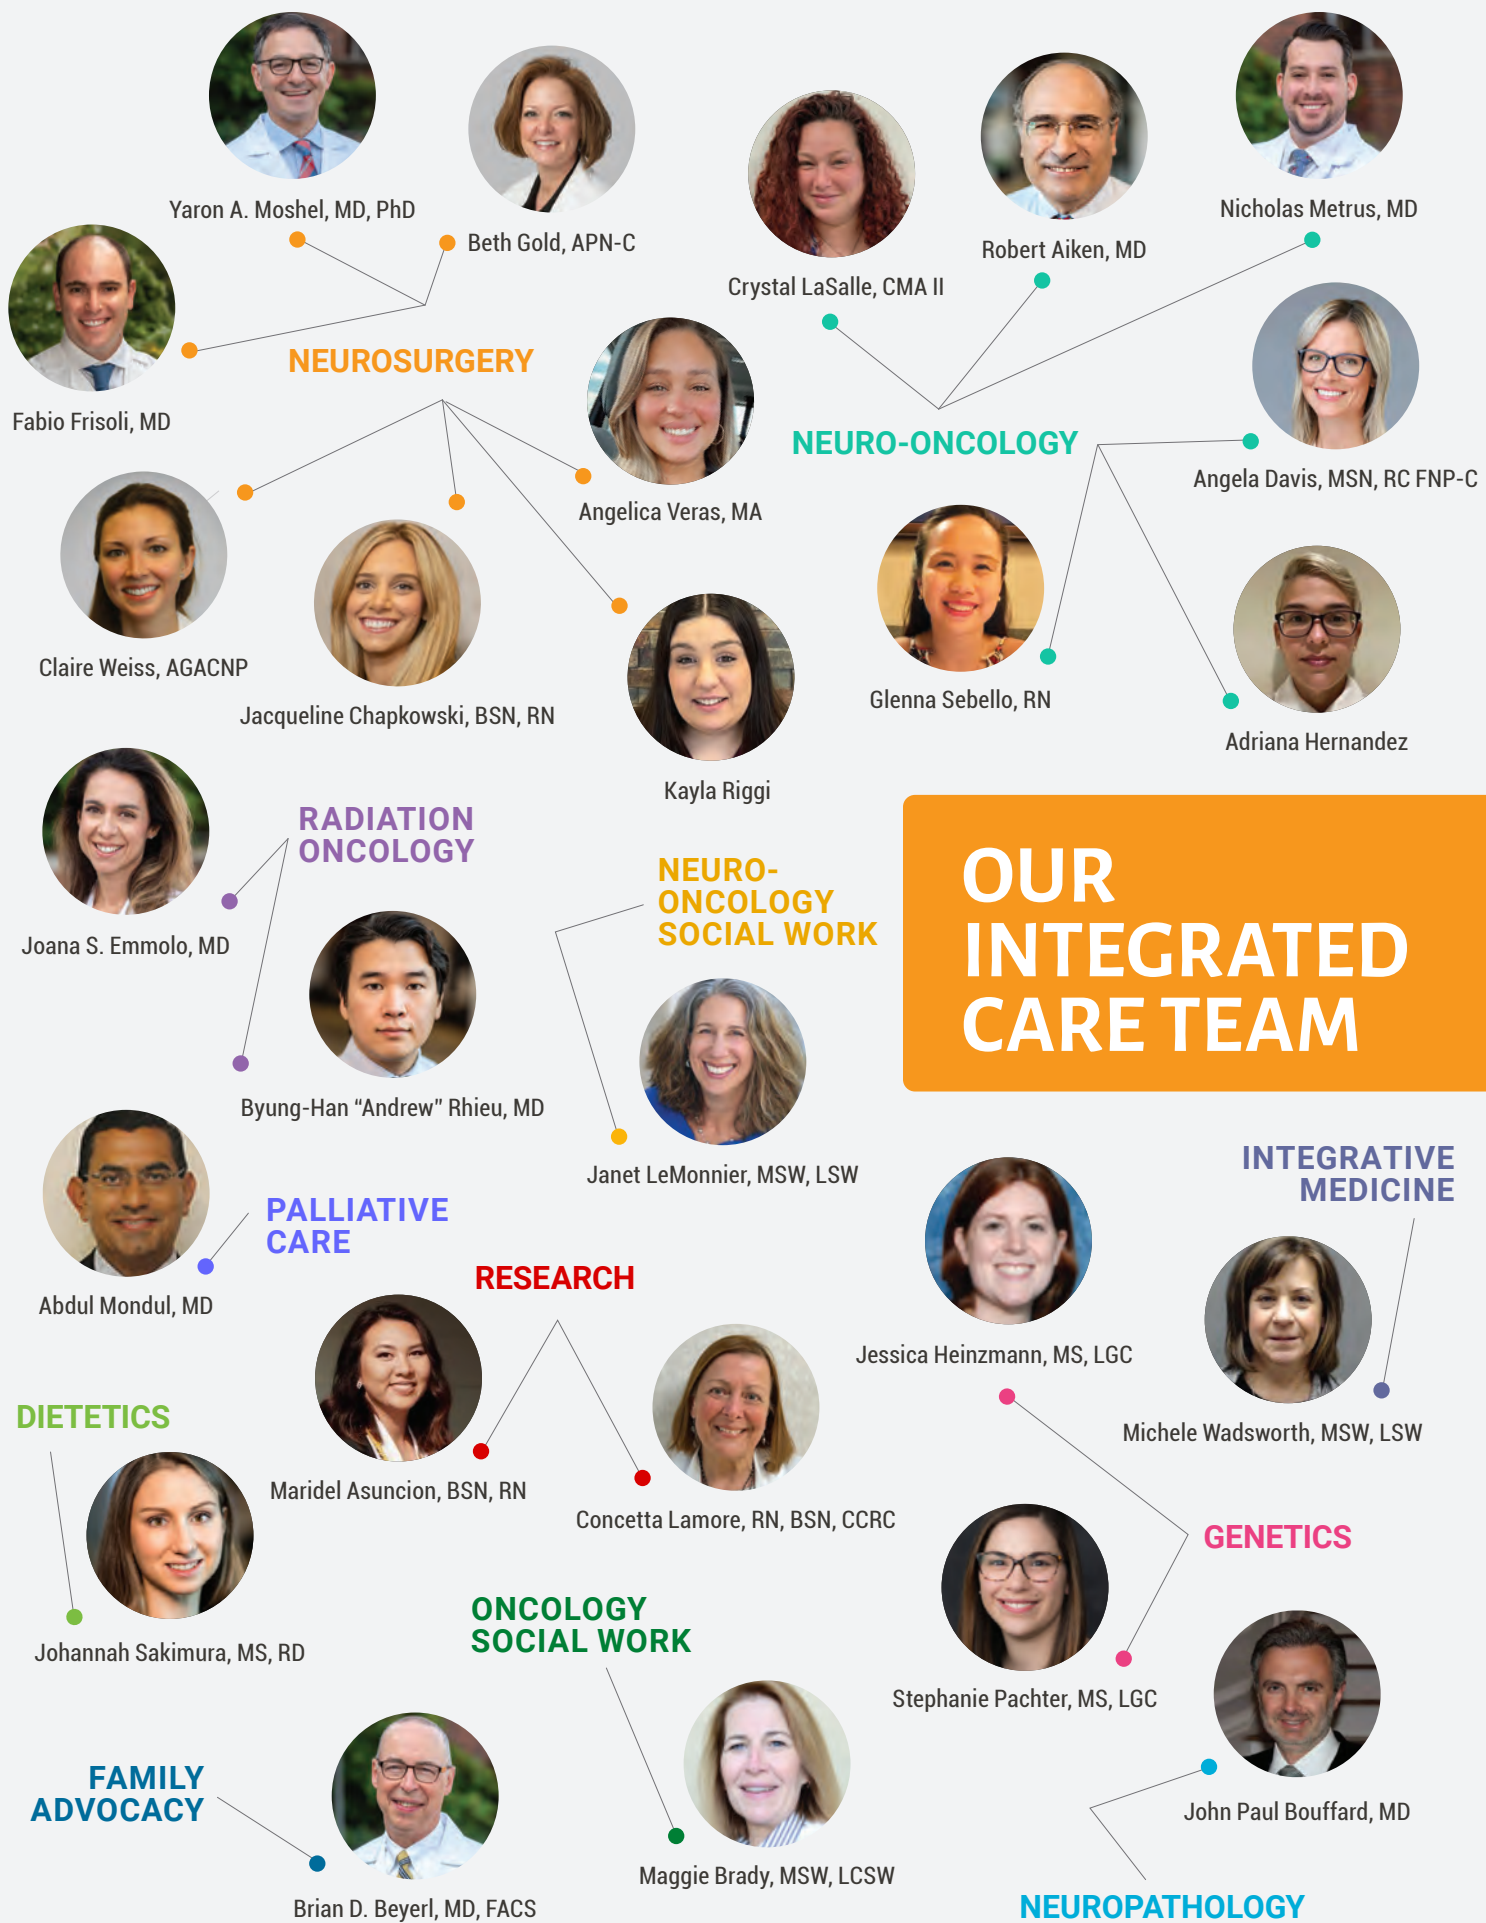 Yaron A. Moshel, MD, PhD
Beth Gold, APN-C
Fabio Frisoli, MD
NEUROSURGERY
Angelica Veras, MA
Claire Weiss, AGACNP
Jacqueline Chapkowski, BSN, RN
Kayla Riggi
Crystal LaSalle, CMA II
Robert Aiken, MD
Nicholas Metrus, MD
NEURO-ONCOLOGY
Angela Davis, MSN, RC FNP-C
Glenna Sebello, RN
Adriana Hernandez
OUR
INTEGRATED
CARE TEAM
RADIATION
ONCOLOGY
Joana S. Emmolo, MD
Byung-Han “Andrew” Rhieu, MD
NEURO-
ONCOLOGY
SOCIAL WORK
Janet LeMonnier, MSW, LSW
PALLIATIVE
CARE
Abdul Mondul, MD
RESEARCH
Maridel Asuncion, BSN, RN
Concetta Lamore, RN, BSN, CCRC
INTEGRATIVE
MEDICINE
Michele Wadsworth, MSW, LSW
Jessica Heinzmann, MS, LGC
GENETICS
Stephanie Pachter, MS, LGC
DIETETICS
Johannah Sakimura, MS, RD
ONCOLOGY
SOCIAL WORK
Maggie Brady, MSW, LCSW
FAMILY
ADVOCACY
Brian D. Beyerl, MD, FACS
John Paul Bouffard, MD
NEUROPATHOLOGY